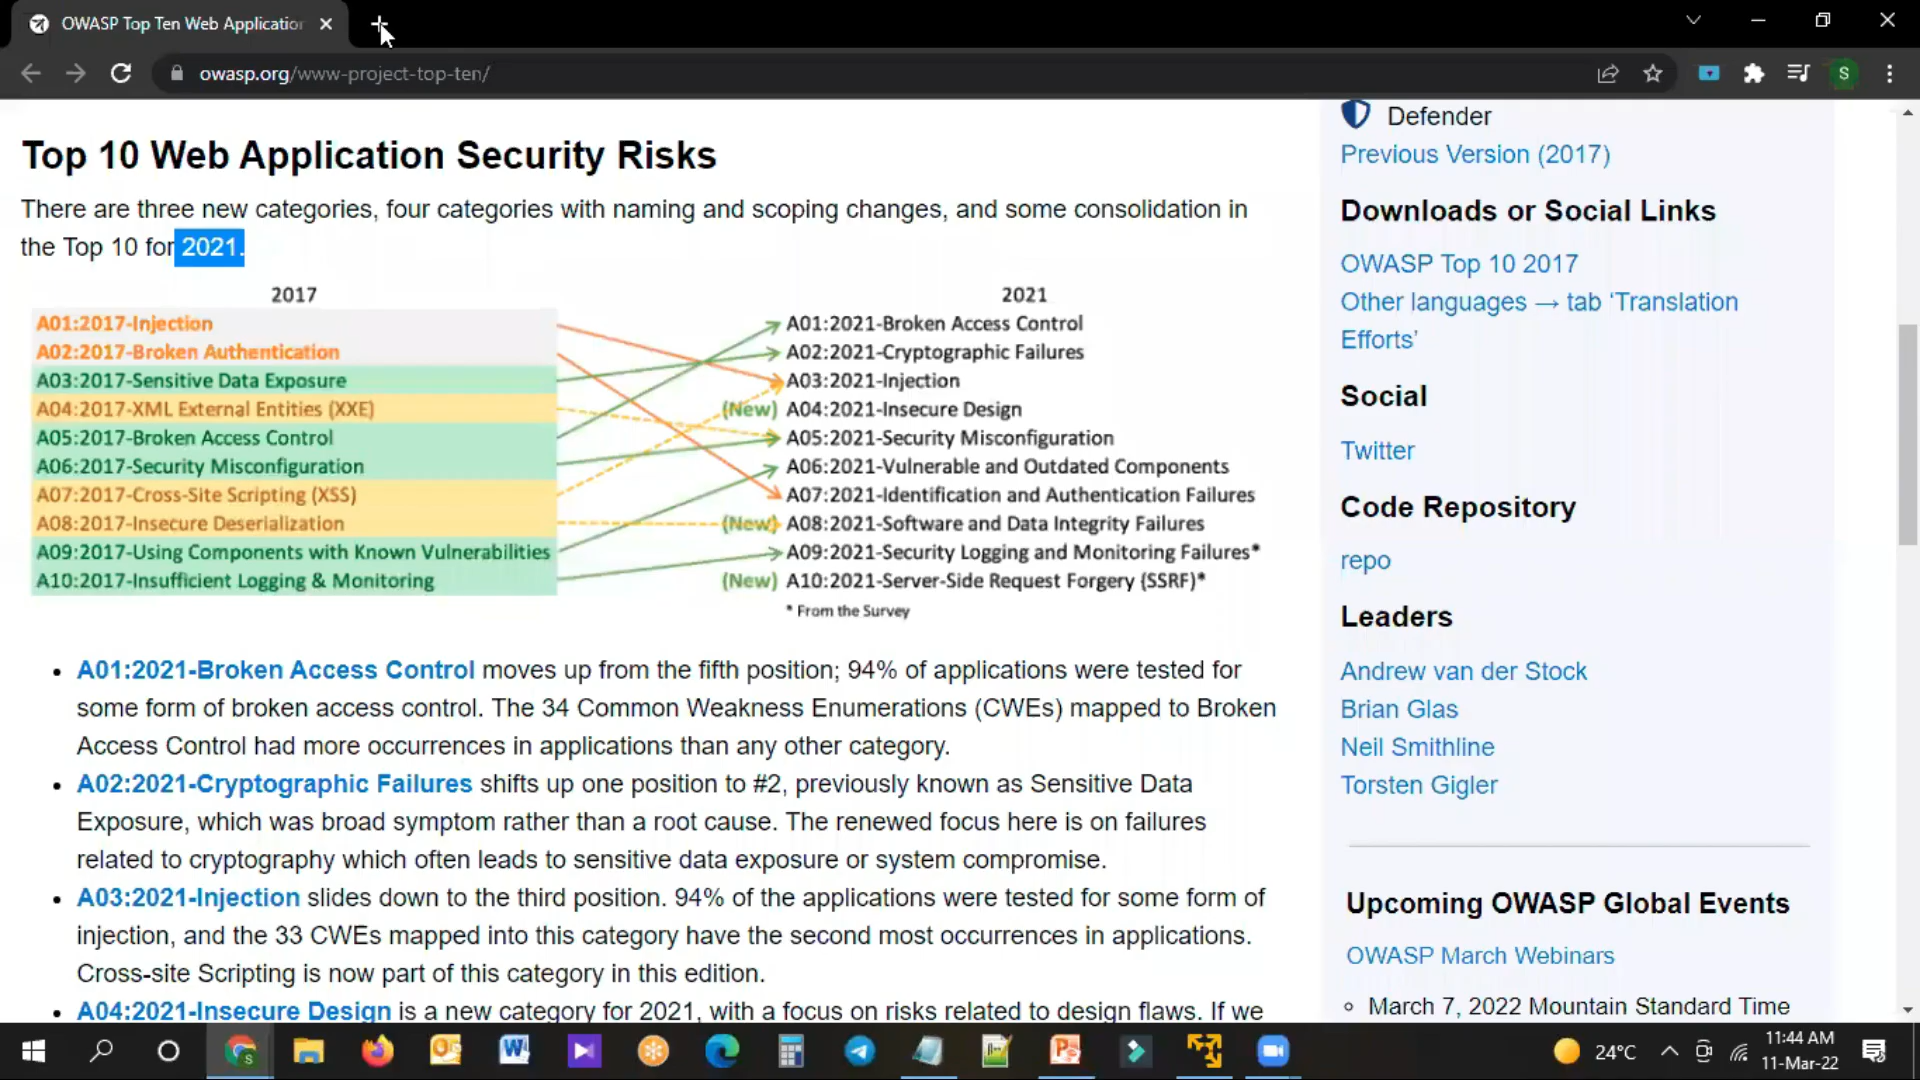 OWASP Top Ten Web Application
owasp.org/www-project-top-ten/
S
Top 10 Web Application Security Risks
There are three new categories, four categories with naming and scoping changes, and some consolidation in
the Top 10 for 2021.
2017
2021
A01:2017-Injection
A02:2017-Broken Authentication
A03:2017-Sensitive Data Exposure
A04:2017-XML External Entities (XXE)
A05:2017-Broken Access Control
A06:2017-Security Misconfiguration
A07:2017-Cross-Site Scripting (XSS)
A08:2017-Insecure Deserialization
A09:2017-Using Components with Known Vulnerabilities
A10:2017-Insufficient Logging & Monitoring
A01:2021-Broken Access Control
A02:2021-Cryptographic Failures
A03:2021-Injection
(New) A04:2021-Insecure Design
A05:2021-Security Misconfiguration
A06:2021-Vulnerable and Outdated Components
A07:2021-Identification and Authentication Failures
(New) A08:2021-Software and Data Integrity Failures
A09:2021-Security Logging and Monitoring Failures*
(New) A10:2021-Server-Side Request Forgery (SSRF)*
* From the Survey
• A01:2021-Broken Access Control moves up from the fifth position; 94% of applications were tested for
some form of broken access control. The 34 Common Weakness Enumerations (CWEs) mapped to Broken
Access Control had more occurrences in applications than any other category.
• A02:2021-Cryptographic Failures shifts up one position to #2, previously known as Sensitive Data
Exposure, which was broad symptom rather than a root cause. The renewed focus here is on failures
related to cryptography which often leads to sensitive data exposure or system compromise.
• A03:2021-Injection slides down to the third position. 94% of the applications were tested for some form of
injection, and the 33 CWEs mapped into this category have the second most occurrences in applications.
Cross-site Scripting is now part of this category in this edition.
• A04:2021-Insecure Design is a new category for 2021, with a focus on risks related to design flaws. If we
Defender
Previous Version (2017)
Downloads or Social Links
OWASP Top 10 2017
Other languages → tab ‘Translation
Efforts’
Social
Twitter
Code Repository
repo
Leaders
Andrew van der Stock
Brian Glas
Neil Smithline
Torsten Gigler
Upcoming OWASP Global Events
OWASP March Webinars
March 7, 2022 Mountain Standard Time
24°C
11:44 AM
11-Mar-22